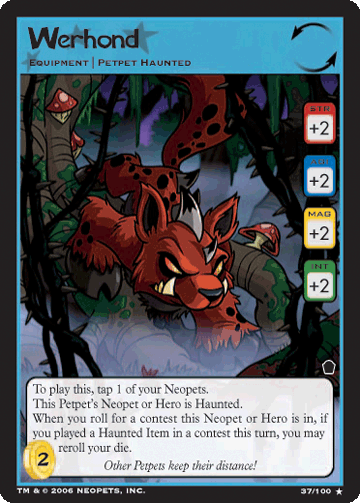 Werhond
Equipment | Petpet Haunted
STR
+2
+2
MAG
+2
INT
+2
To play this, tap 1 of your Neopets.
This Petpet's Neopet or Hero is Haunted.
When you roll for a contest this Neopet or Hero is in, if
you played a Haunted Item in a contest this turn, you may
reroll your die.
2
Other Petpets keep their distance!
TM & © 2006 NEOPETS, INC.
37/100 ★